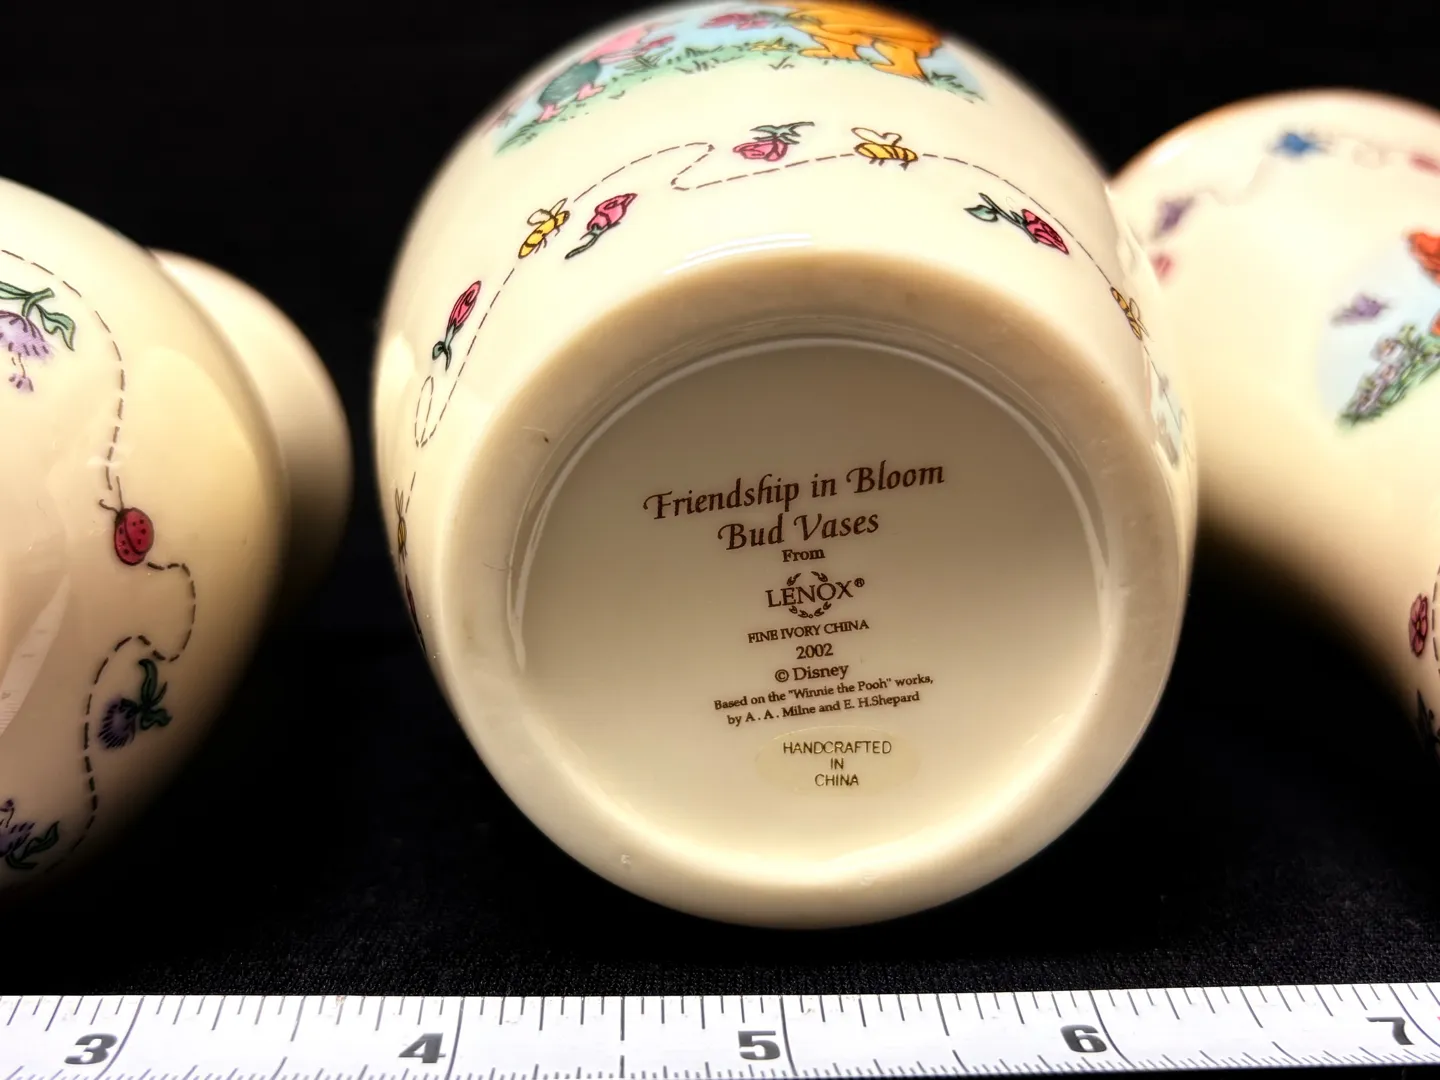 Friendship in Bloom
Bud Vases
From
LENOX®
FINE IVORY CHINA
2002
© Disney
Based on the "Winnie the Pooh" works,
by A. A. Milne and E. H.Shepard
HANDCRAFTED
IN
CHINA
3 4 5 6 7